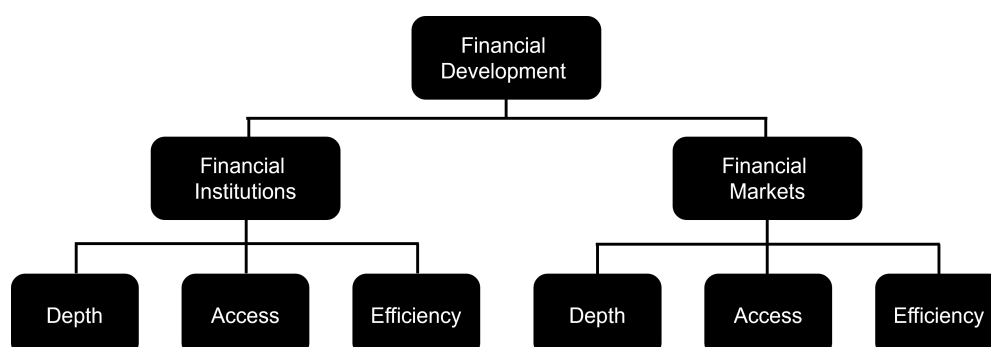 Financial
Development
Financial
Institutions
Financial
Markets
Depth
Access
Efficiency
Depth
Access
Efficiency